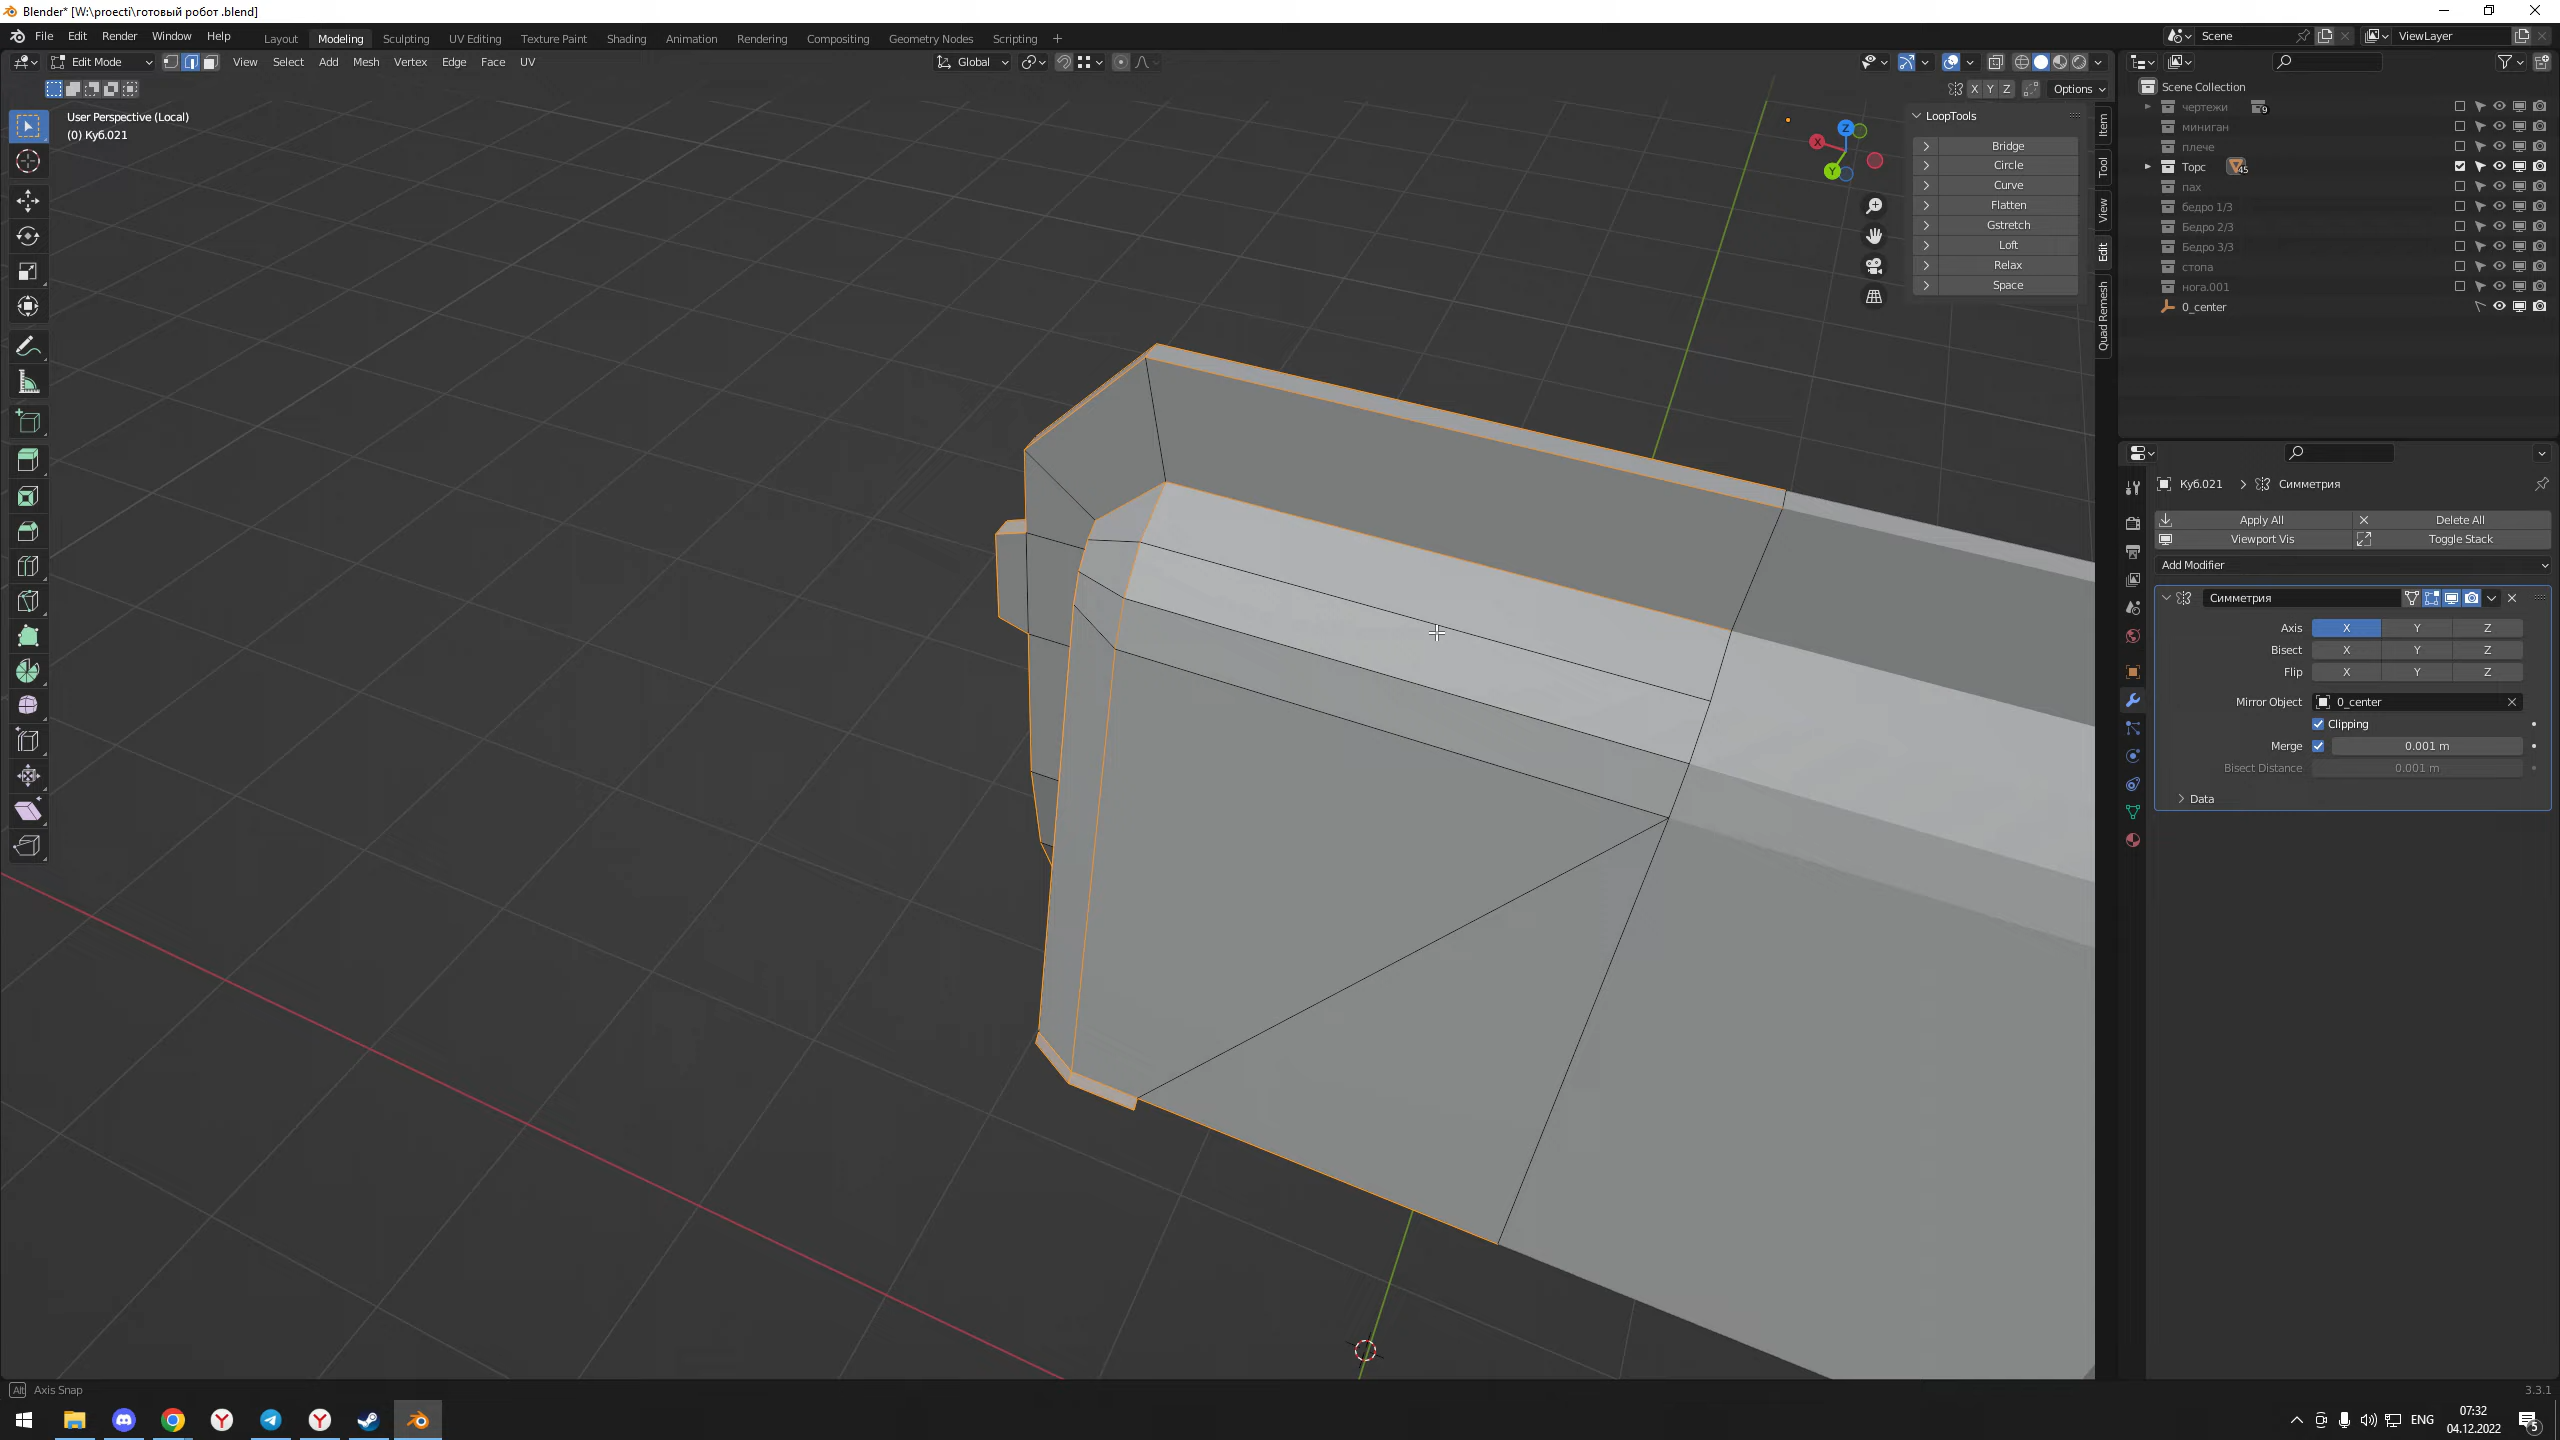 Blender* [W:\proecti\готовый робот .blend]
File Edit Render Window Help
Layout Modeling Sculpting UV Editing Texture Paint Shading Animation Rendering Compositing Geometry Nodes Scripting +
Scene
ViewLayer
Edit Mode
View Select Add Mesh Vertex Edge Face UV
Global
X Y Z
Options
User Perspective (Local)
(0) Куб.021
LoopTools
Bridge
Circle
Curve
Flatten
Gstretch
Loft
Relax
Space
X
Y
Z
Item
Tool
View
Edit
Quad Remesh
Scene Collection
чертежи 9
миниган
плече
Торс 45
пах
бедро 1/3
Бедро 2/3
Бедро 3/3
стопа
нога.001
0_center
Куб.021 > Симметрия
Apply All Delete All
Viewport Vis Toggle Stack
Add Modifier
Симметрия
Axis X Y Z
Bisect X Y Z
Flip X Y Z
Mirror Object 0_center
Clipping
Merge 0.001 m
Bisect Distance 0.001 m
Data
Alt Axis Snap
3.3.1
ENG
07:32
04.12.2022
5